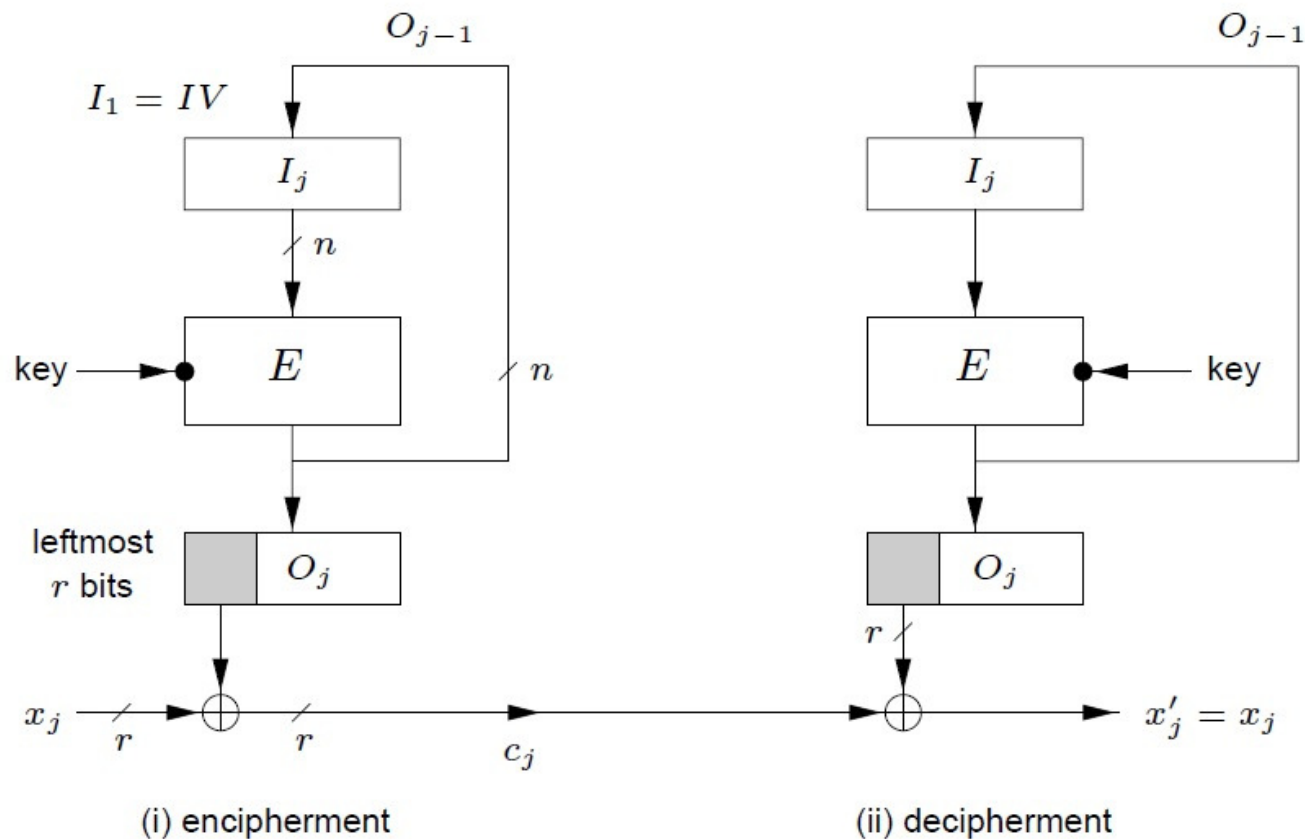 O_{j-1}
I_1 = IV
I_j
n
key
E
n
leftmost
r bits
O_j
x_j
r
r
c_j
(i) encipherment
O_{j-1}
I_j
E
key
O_j
r
x'_j = x_j
(ii) decipherment